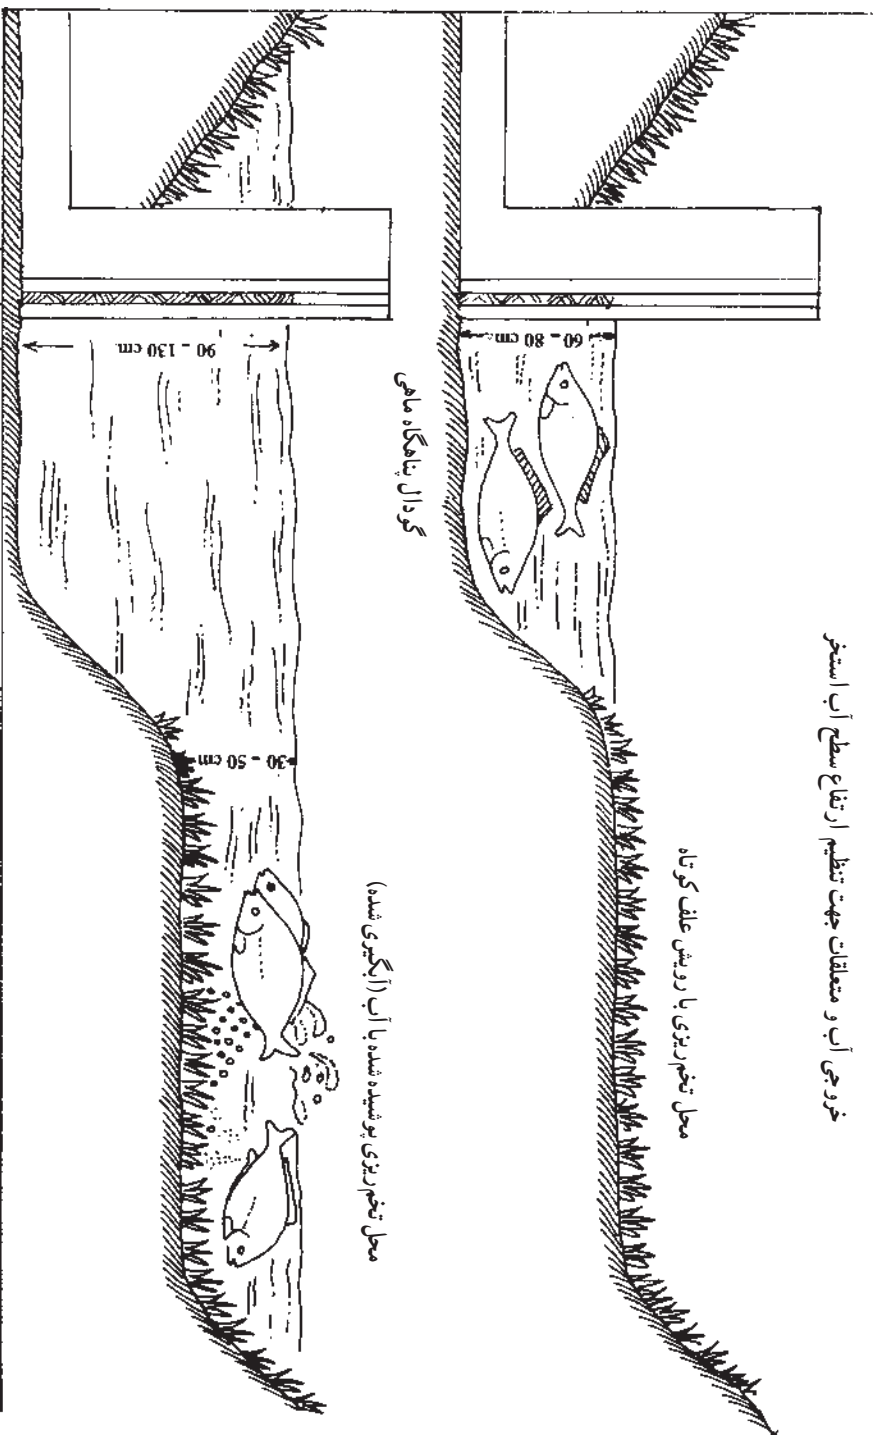 خروجی آب و متعلقات جهت تنظیم ارتفاع سطح آب استخر
محل تخم‌ریزی با رویش علف کوتاه
60 - 80 cm
گودال پناهگاه ماهی
محل تخم‌ریزی پوشیده شده با آب (آبگیری شده)
30 - 50 cm
90 - 130 cm